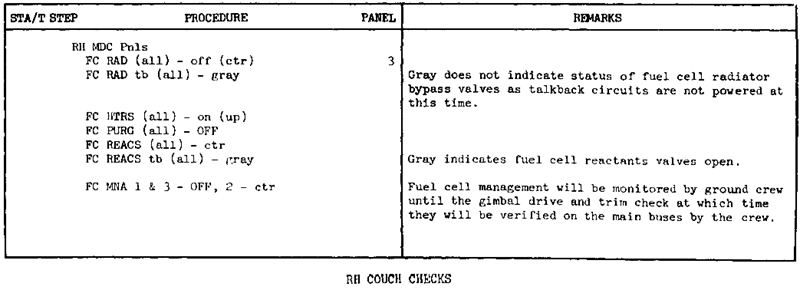 STA/T STEP PROCEDURE PANEL REMARKS
RH MDC Pnls
FC RAD (all) - off (ctr) 3
FC RAD tb (all) - gray Gray does not indicate status of fuel cell radiator
bypass valves as talkback circuits are not powered at
this time.
FC HTRS (all) - on (up)
FC PURG (all) - OFF
FC REACS (all) - ctr
FC REACS tb (all) - gray Gray indicates fuel cell reactants valves open.
FC MNA 1 & 3 - OFF, 2 - ctr Fuel cell management will be monitored by ground crew
until the gimbal drive and trim check at which time
they will be verified on the main buses by the crew.
RH COUCH CHECKS